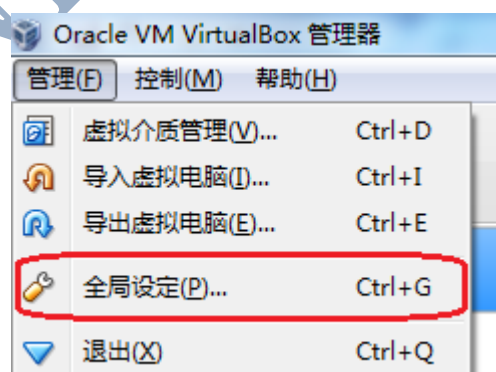 Oracle VM VirtualBox 管理器
管理(F) 控制(M) 帮助(H)
虚拟介质管理(V)... Ctrl+D
导入虚拟电脑(I)... Ctrl+I
导出虚拟电脑(E)... Ctrl+E
全局设定(P)... Ctrl+G
退出(X) Ctrl+Q